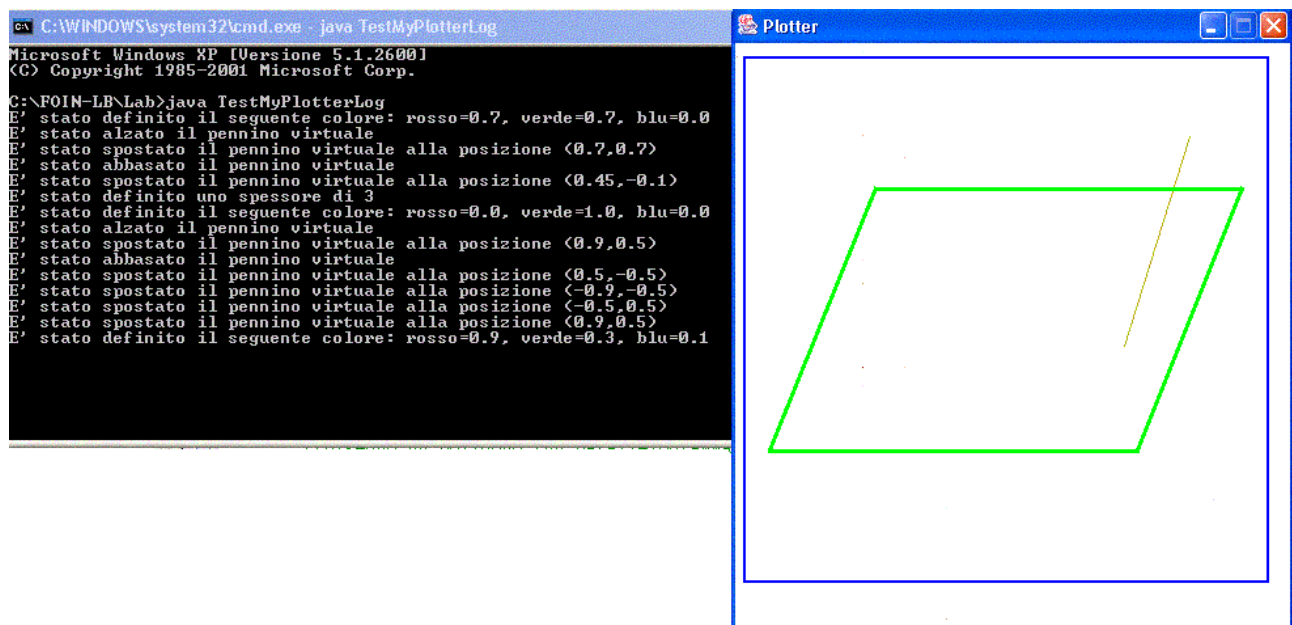 C:\WINDOWS\system32\cmd.exe - java TestMyPlotterLog
Microsoft Windows XP [Versione 5.1.2600]
(C) Copyright 1985-2001 Microsoft Corp.
C:\FOIN-LB\Lab>java TestMyPlotterLog
E' stato definito il seguente colore: rosso=0.7, verde=0.7, blu=0.0
E' stato alzato il pennino virtuale
E' stato spostato il pennino virtuale alla posizione (0.7,0.7)
E' stato abbasato il pennino virtuale
E' stato spostato il pennino virtuale alla posizione (0.45,-0.1)
E' stato definito uno spessore di 3
E' stato definito il seguente colore: rosso=0.0, verde=1.0, blu=0.0
E' stato alzato il pennino virtuale
E' stato spostato il pennino virtuale alla posizione (0.9,0.5)
E' stato abbasato il pennino virtuale
E' stato spostato il pennino virtuale alla posizione (0.5,-0.5)
E' stato spostato il pennino virtuale alla posizione (-0.9,-0.5)
E' stato spostato il pennino virtuale alla posizione (-0.5,0.5)
E' stato spostato il pennino virtuale alla posizione (0.9,0.5)
E' stato definito il seguente colore: rosso=0.9, verde=0.3, blu=0.1
Plotter